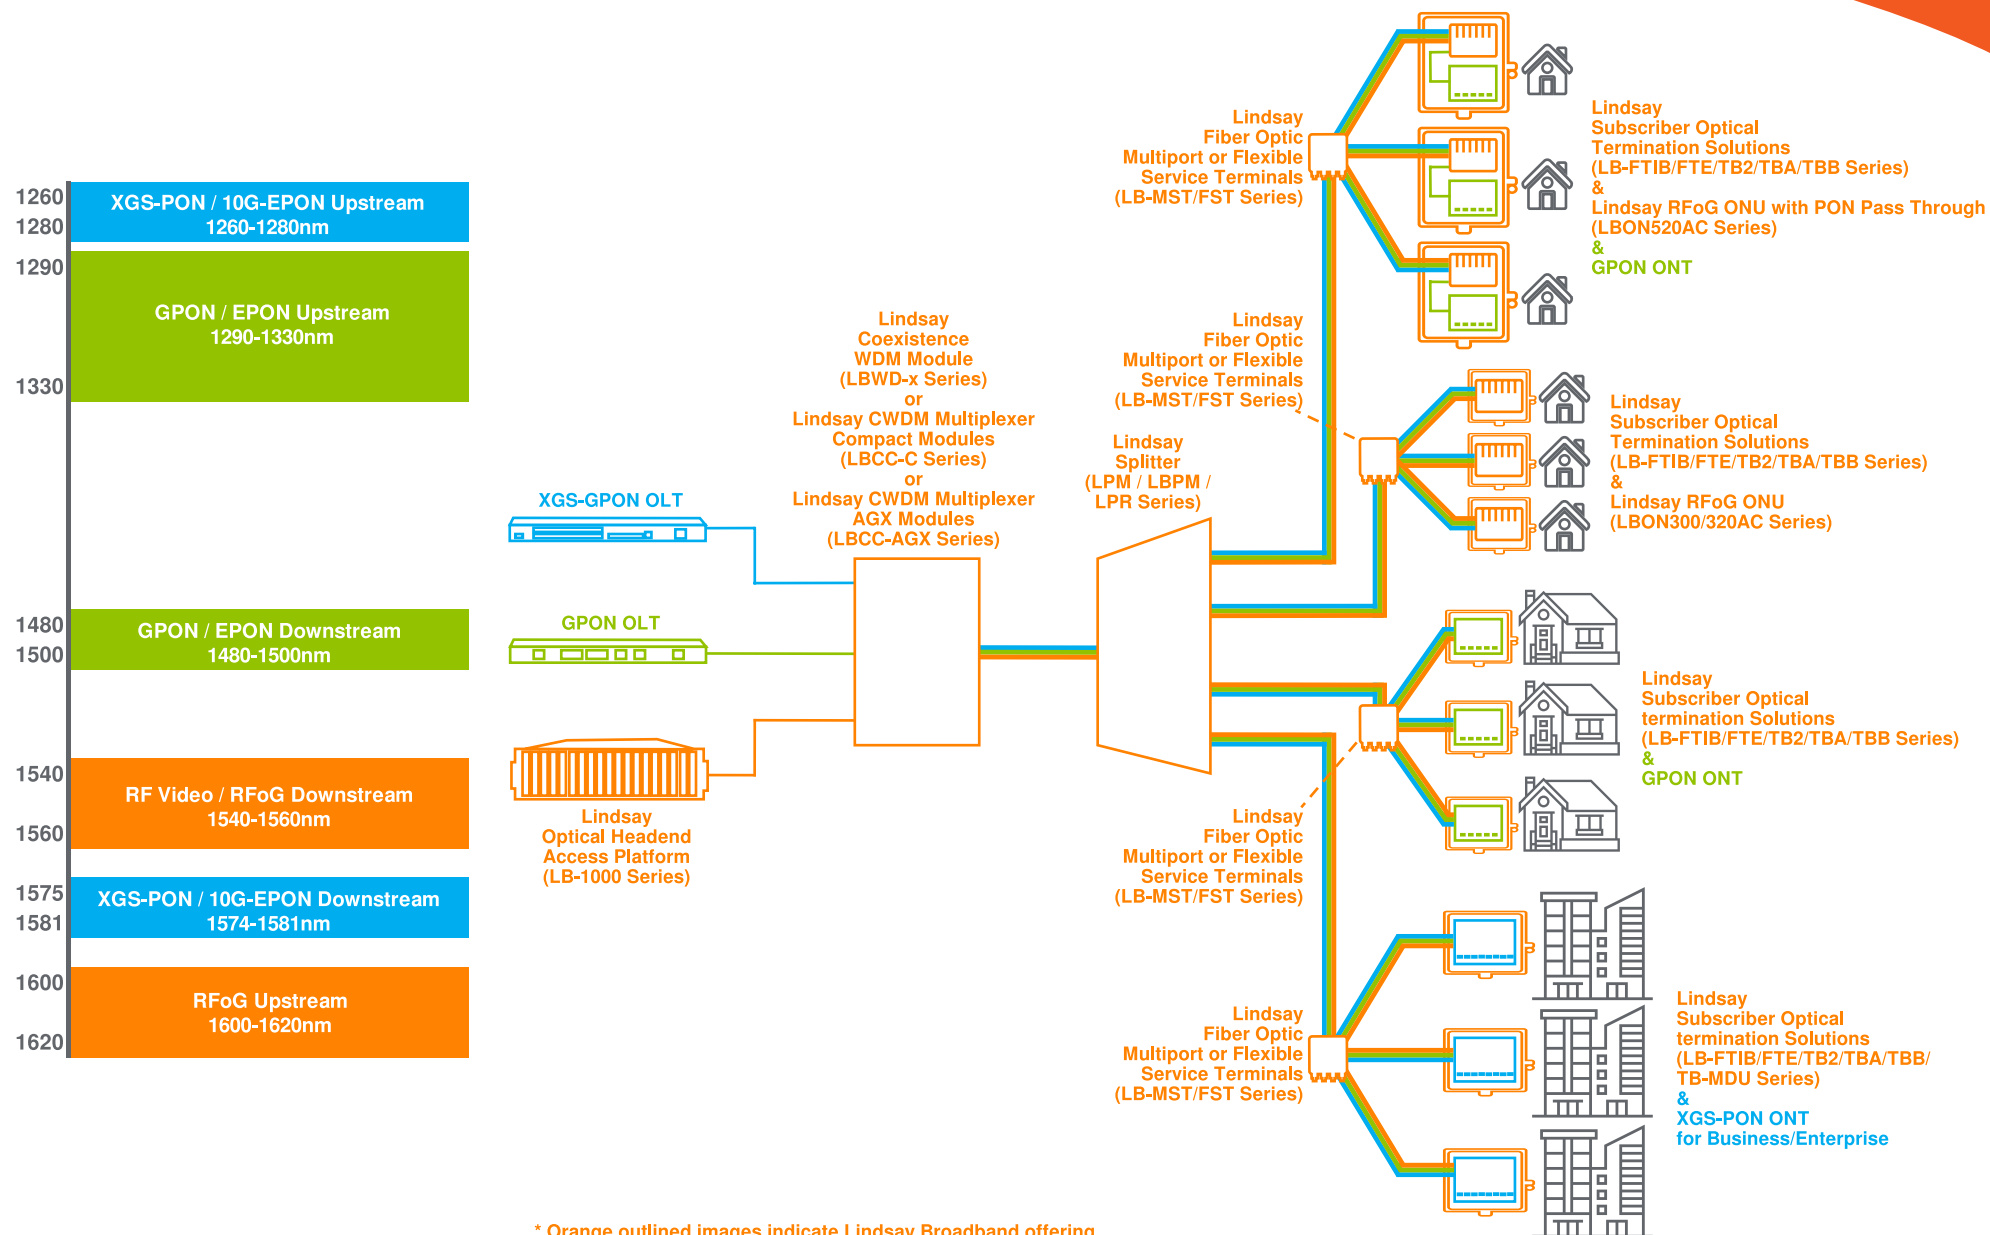 1260
XGS-PON / 10G-EPON Upstream
1260-1280nm
1280
1290
GPON / EPON Upstream
1290-1330nm
1330
1480
GPON / EPON Downstream
1480-1500nm
1500
1540
RF Video / RFoG Downstream
1540-1560nm
1560
1575
XGS-PON / 10G-EPON Downstream
1574-1581nm
1581
1600
RFoG Upstream
1600-1620nm
1620
XGS-GPON OLT
GPON OLT
Lindsay
Optical Headend
Access Platform
(LB-1000 Series)
Lindsay
Coexistence
WDM Module
(LBWD-x Series)
or
Lindsay CWDM Multiplexer
Compact Modules
(LBCC-C Series)
or
Lindsay CWDM Multiplexer
AGX Modules
(LBCC-AGX Series)
Lindsay
Splitter
(LPM / LBPM /
LPR Series)
Lindsay
Fiber Optic
Multiport or Flexible
Service Terminals
(LB-MST/FST Series)
Lindsay
Fiber Optic
Multiport or Flexible
Service Terminals
(LB-MST/FST Series)
Lindsay
Fiber Optic
Multiport or Flexible
Service Terminals
(LB-MST/FST Series)
Lindsay
Fiber Optic
Multiport or Flexible
Service Terminals
(LB-MST/FST Series)
Lindsay
Subscriber Optical
Termination Solutions
(LB-FTIB/FTE/TB2/TBA/TBB Series)
&
Lindsay RFoG ONU with PON Pass Through
(LBON520AC Series)
&
GPON ONT
Lindsay
Subscriber Optical
Termination Solutions
(LB-FTIB/FTE/TB2/TBA/TBB Series)
&
Lindsay RFoG ONU
(LBON300/320AC Series)
Lindsay
Subscriber Optical
termination Solutions
(LB-FTIB/FTE/TB2/TBA/TBB Series)
&
GPON ONT
Lindsay
Subscriber Optical
termination Solutions
(LB-FTIB/FTE/TB2/TBA/TBB/
TB-MDU Series)
&
XGS-PON ONT
for Business/Enterprise
* Orange outlined images indicate Lindsay Broadband offering